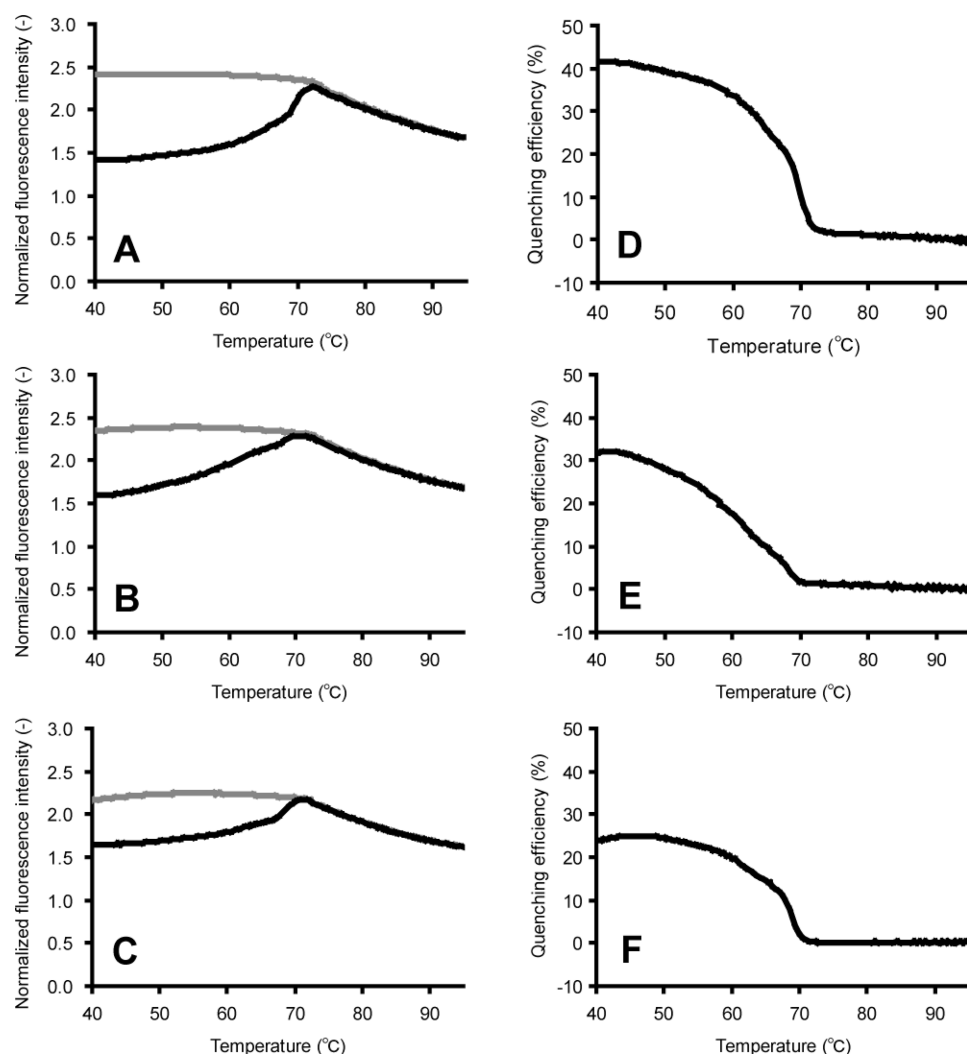 Normalized fluorescence intensity (-)
3.0
2.5
2.0
1.5
1.0
0.5
0.0
A
40 50 60 70 80 90
Temperature (°C)
Quenching efficiency (%)
50
40
30
20
10
0
-10
D
40 50 60 70 80 90
Temperature (°C)
Normalized fluorescence intensity (-)
3.0
2.5
2.0
1.5
1.0
0.5
0.0
B
40 50 60 70 80 90
Temperature (°C)
Quenching efficiency (%)
50
40
30
20
10
0
-10
E
40 50 60 70 80 90
Temperature (°C)
Normalized fluorescence intensity (-)
3.0
2.5
2.0
1.5
1.0
0.5
0.0
C
40 50 60 70 80 90
Temperature (°C)
Quenching efficiency (%)
50
40
30
20
10
0
-10
F
40 50 60 70 80 90
Temperature (°C)